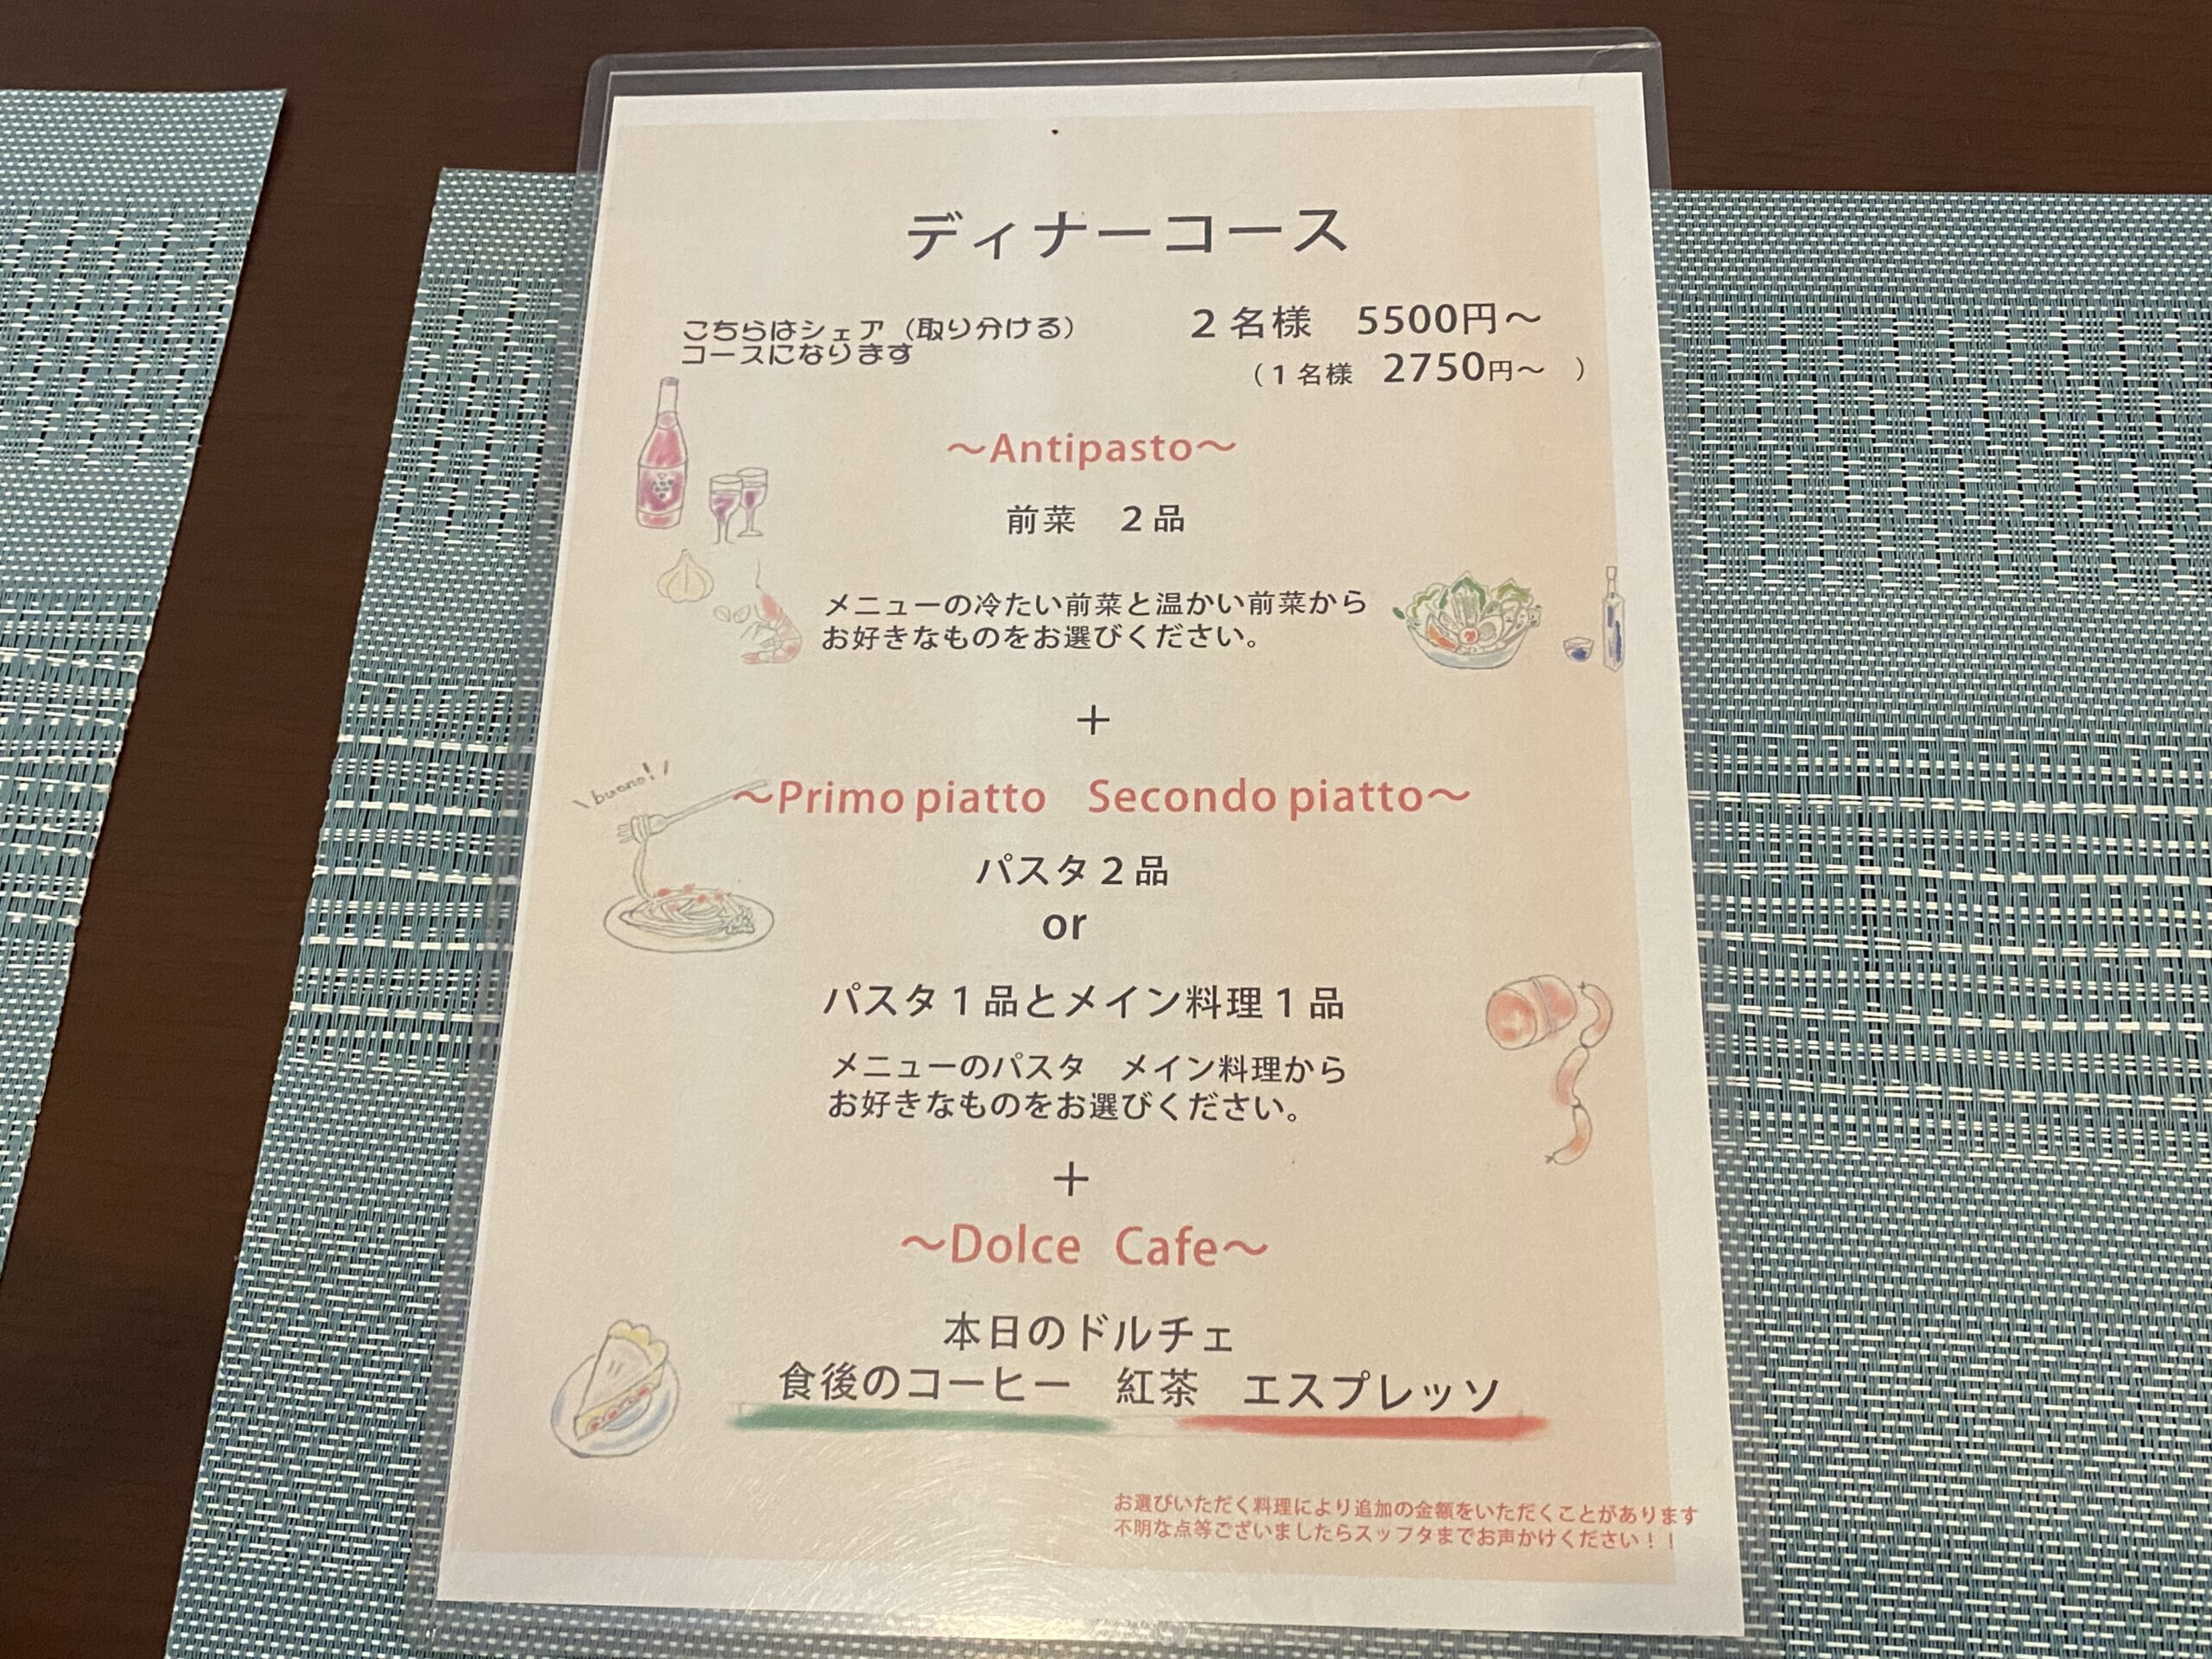 ディナーコース
こちらはシェア（取り分ける）
コースになります
２名様　5500円～
（１名様　2750円～　）
～Antipasto～
前菜　２品
メニューの冷たい前菜と温かい前菜から
お好きなものをお選びください。
＋
\buono!!
～Primo piatto　Secondo piatto～
パスタ２品
or
パスタ１品とメイン料理１品
メニューのパスタ　メイン料理から
お好きなものをお選びください。
＋
～Dolce　Cafe～
本日のドルチェ
食後のコーヒー　紅茶　エスプレッソ
お選びいただく料理により追加の金額をいただくことがあります
不明な点等ございましたらスッフタまでお声かけください！！